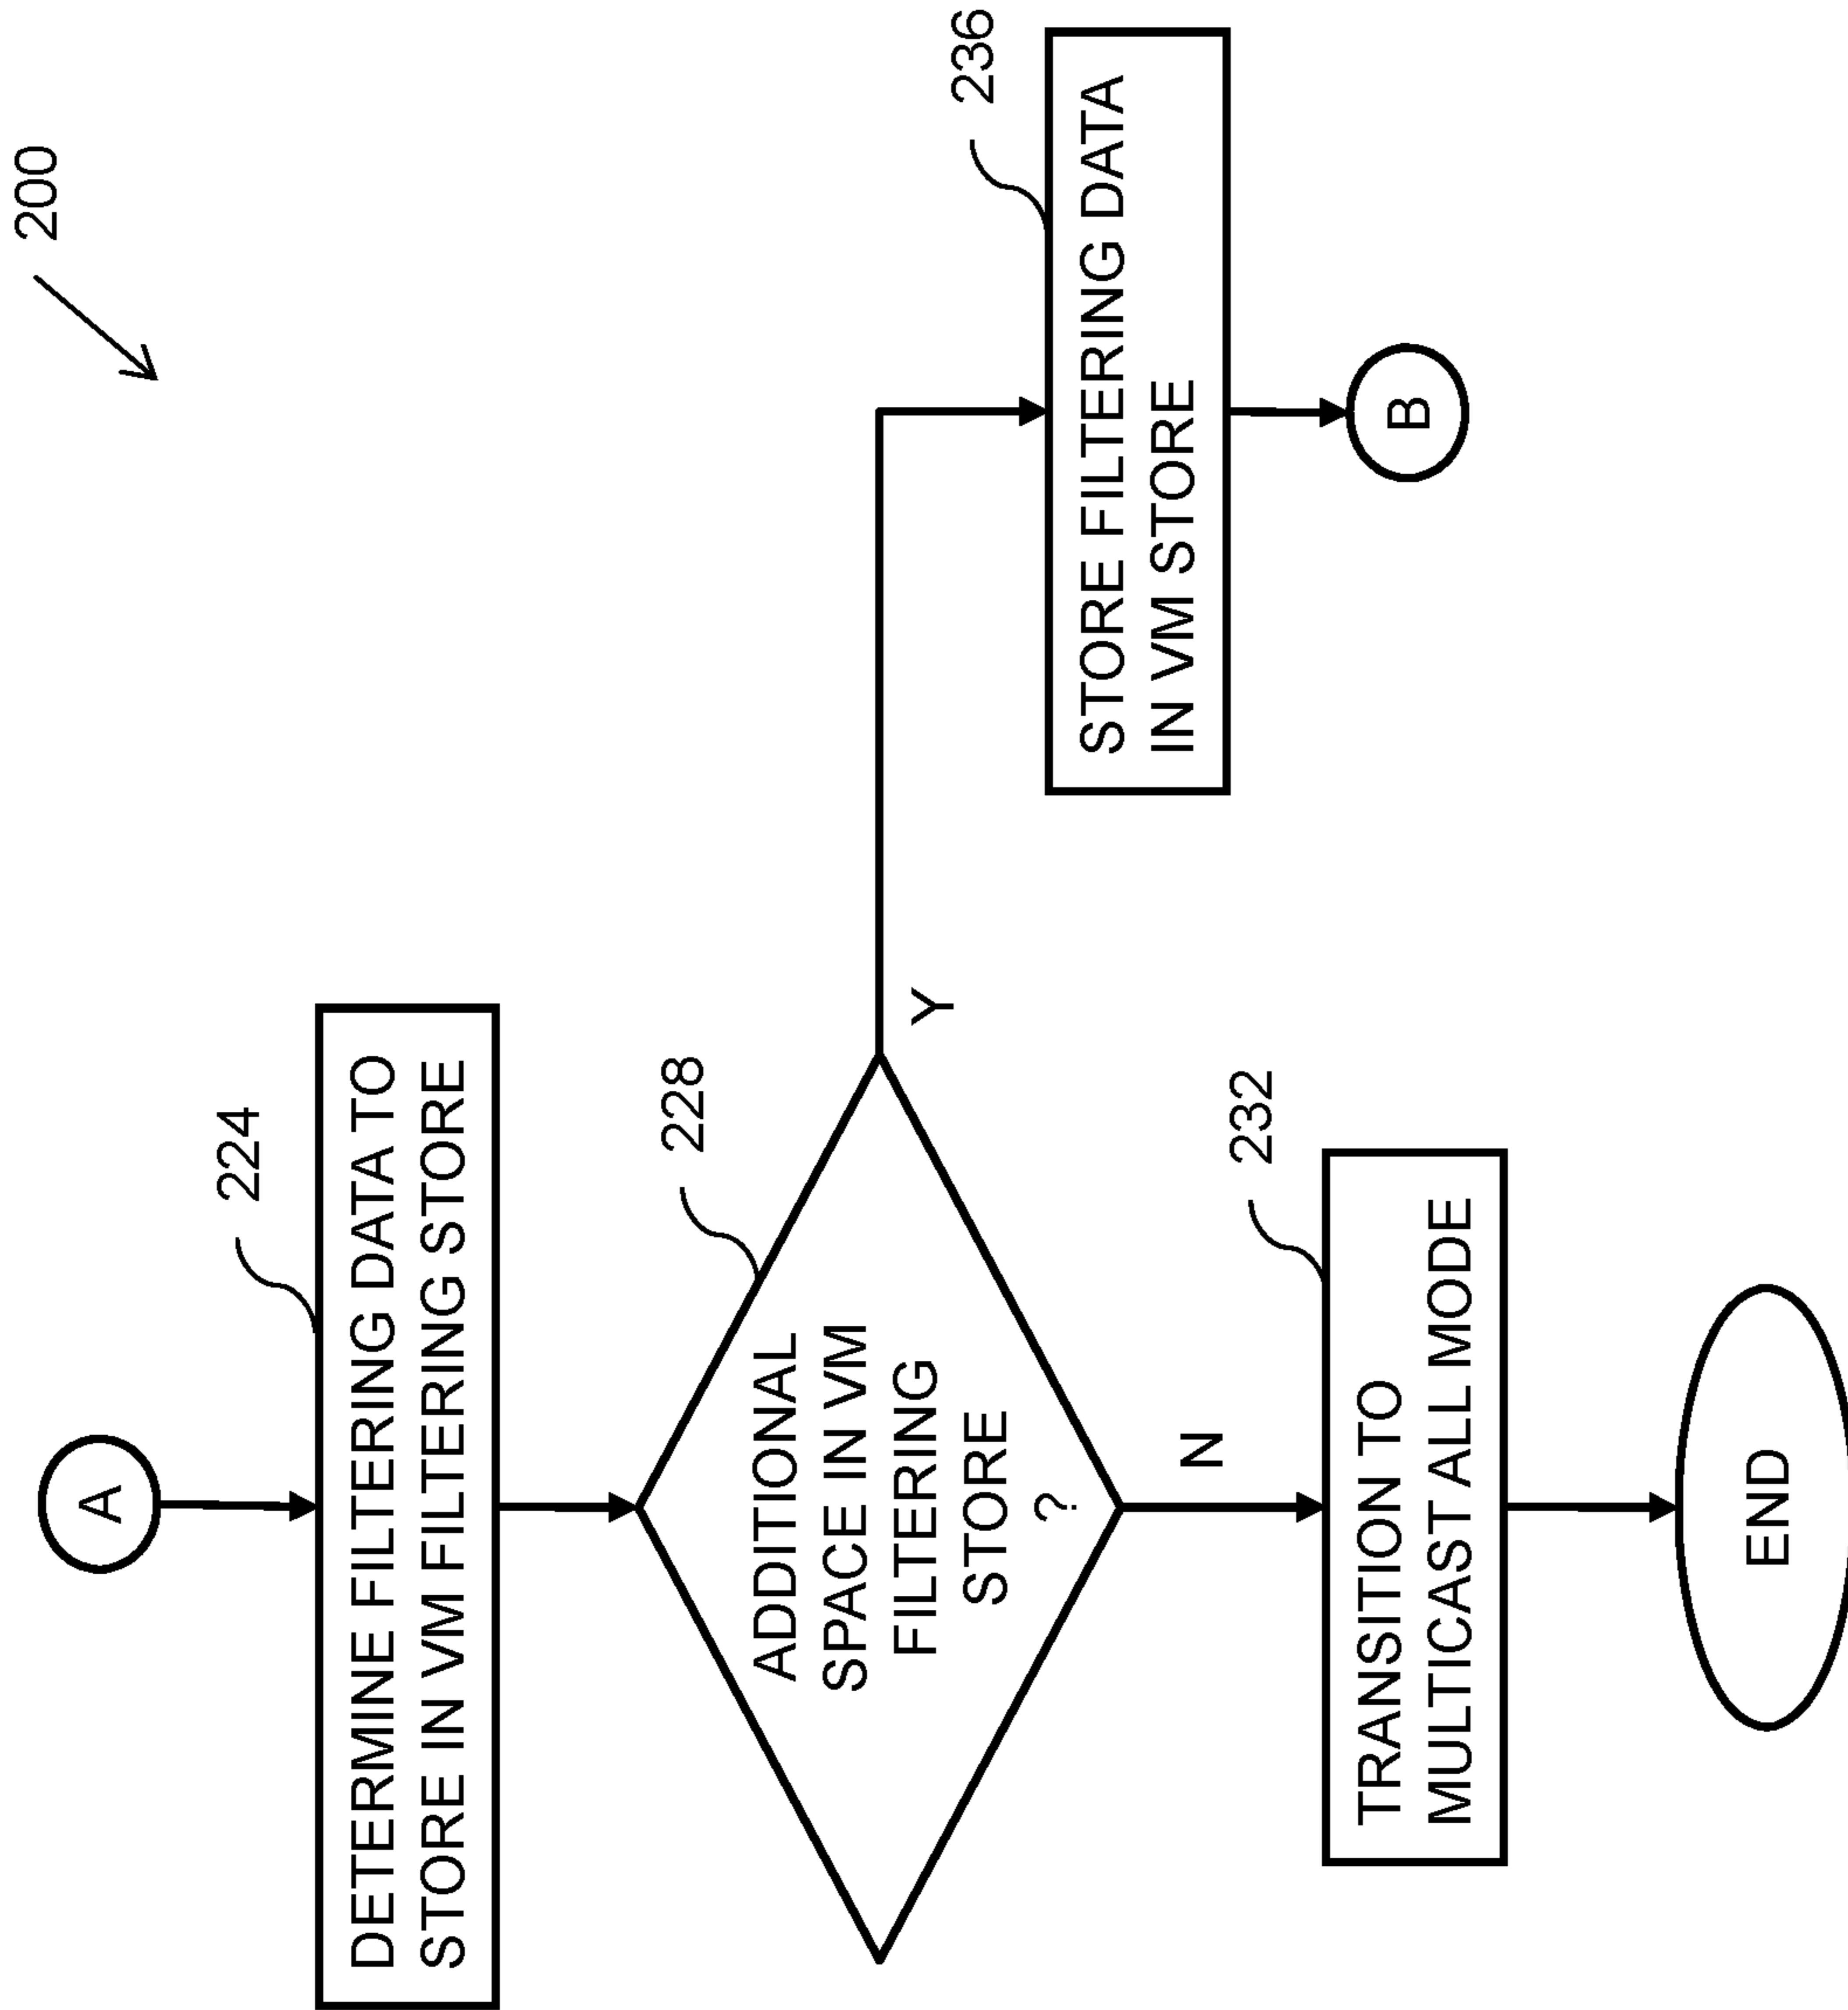 200
A
224
DETERMINE FILTERING DATA TO
STORE IN VM FILTERING STORE
228
ADDITIONAL
SPACE IN VM
FILTERING
STORE
?
Y
N
236
STORE FILTERING DATA
IN VM STORE
B
232
TRANSITION TO
MULTICAST ALL MODE
END